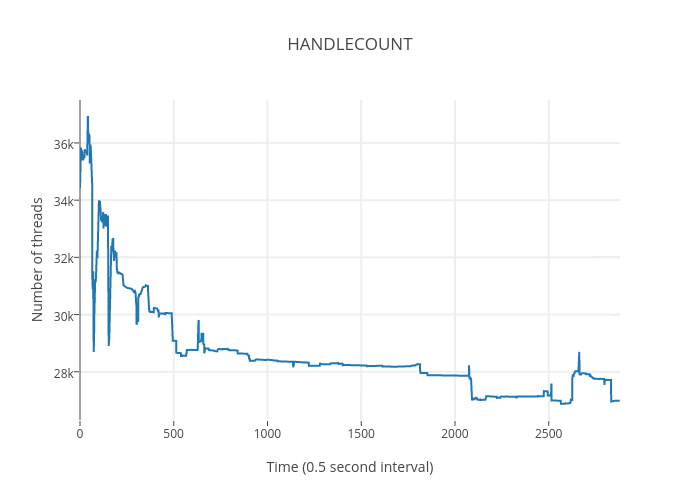 HANDLECOUNT
Number of threads
36k
34k
32k
30k
28k
0 500 1000 1500 2000 2500
Time (0.5 second interval)